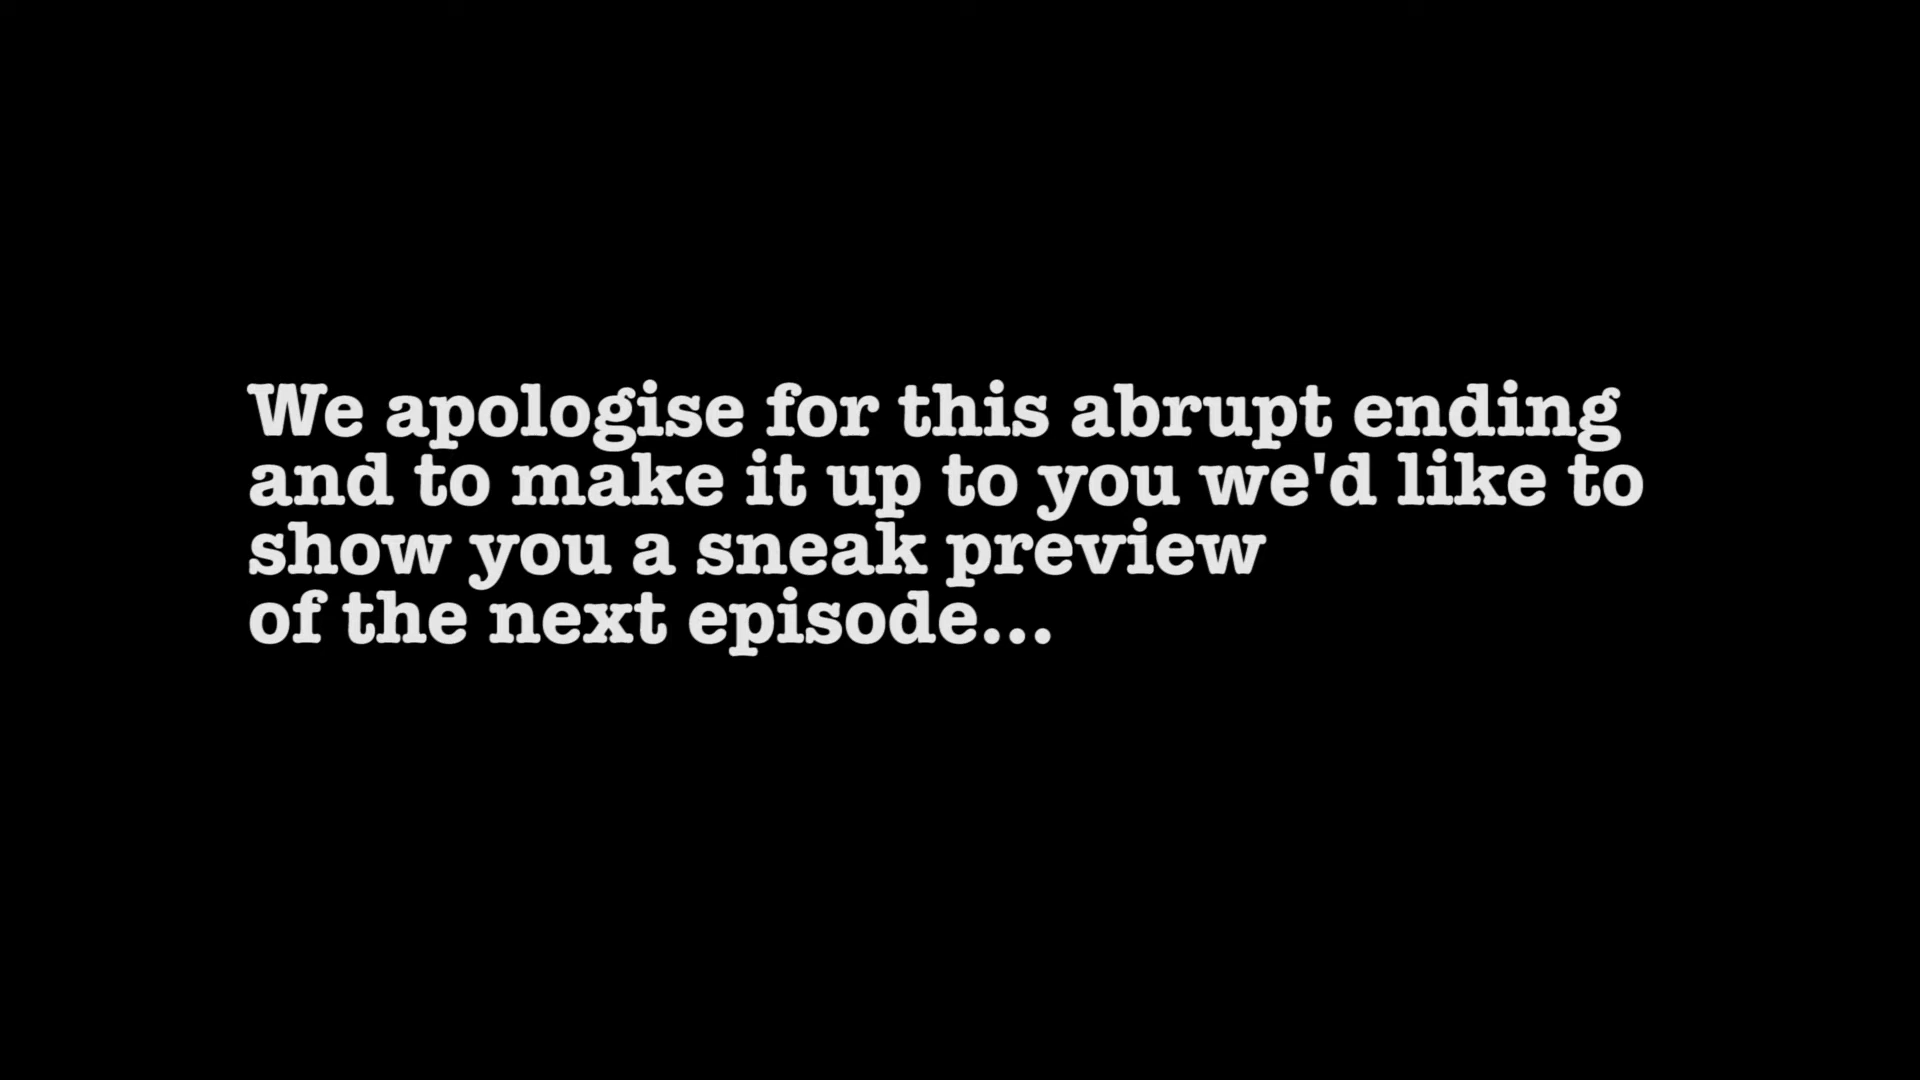 We apologise for this abrupt ending
and to make it up to you we'd like to
show you a sneak preview
of the next episode...